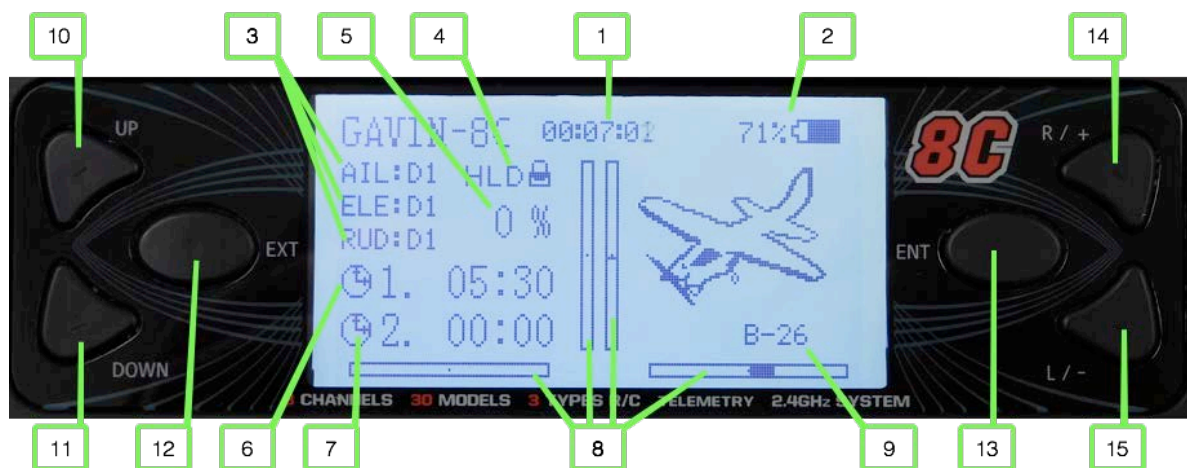 10
3
5
4
1
2
14
UP
GAVIN-8C 00:07:01 71%
8C
R / +
AIL:D1 HLD
ELE:D1 0 %
RUD:D1
EXT
ENT
1. 05:30
2. 00:00
B-26
DOWN
L / -
CHANNELS 30 MODELS 3 TYPES R/C TELEMETRY 2.4GHz SYSTEM
11
12
6
7
8
9
13
15